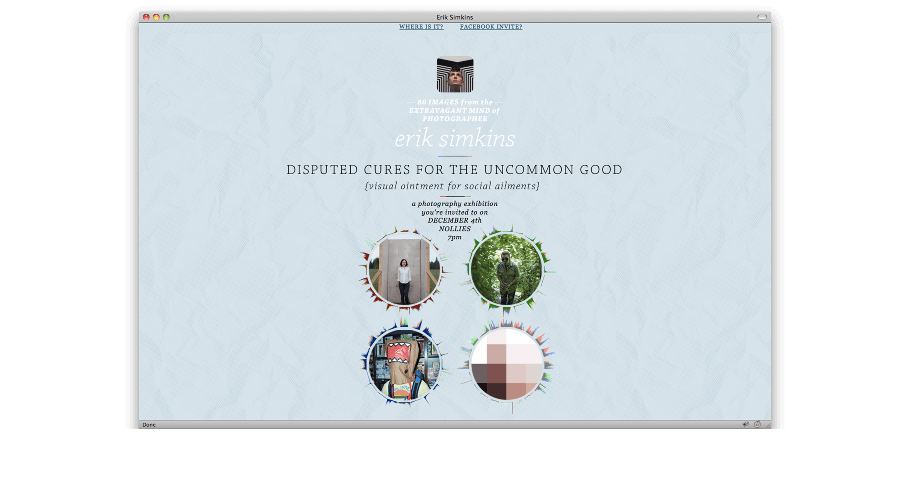 Erik Simkins
WHERE IS IT? FACEBOOK INVITE?
80 IMAGES from the
EXTRAVAGANT MIND of
PHOTOGRAPHER
erik simkins
DISPUTED CURES FOR THE UNCOMMON GOOD
{visual ointment for social ailments}
a photography exhibition
you're invited to on
DECEMBER 4th
NOLLIES
7pm
Done